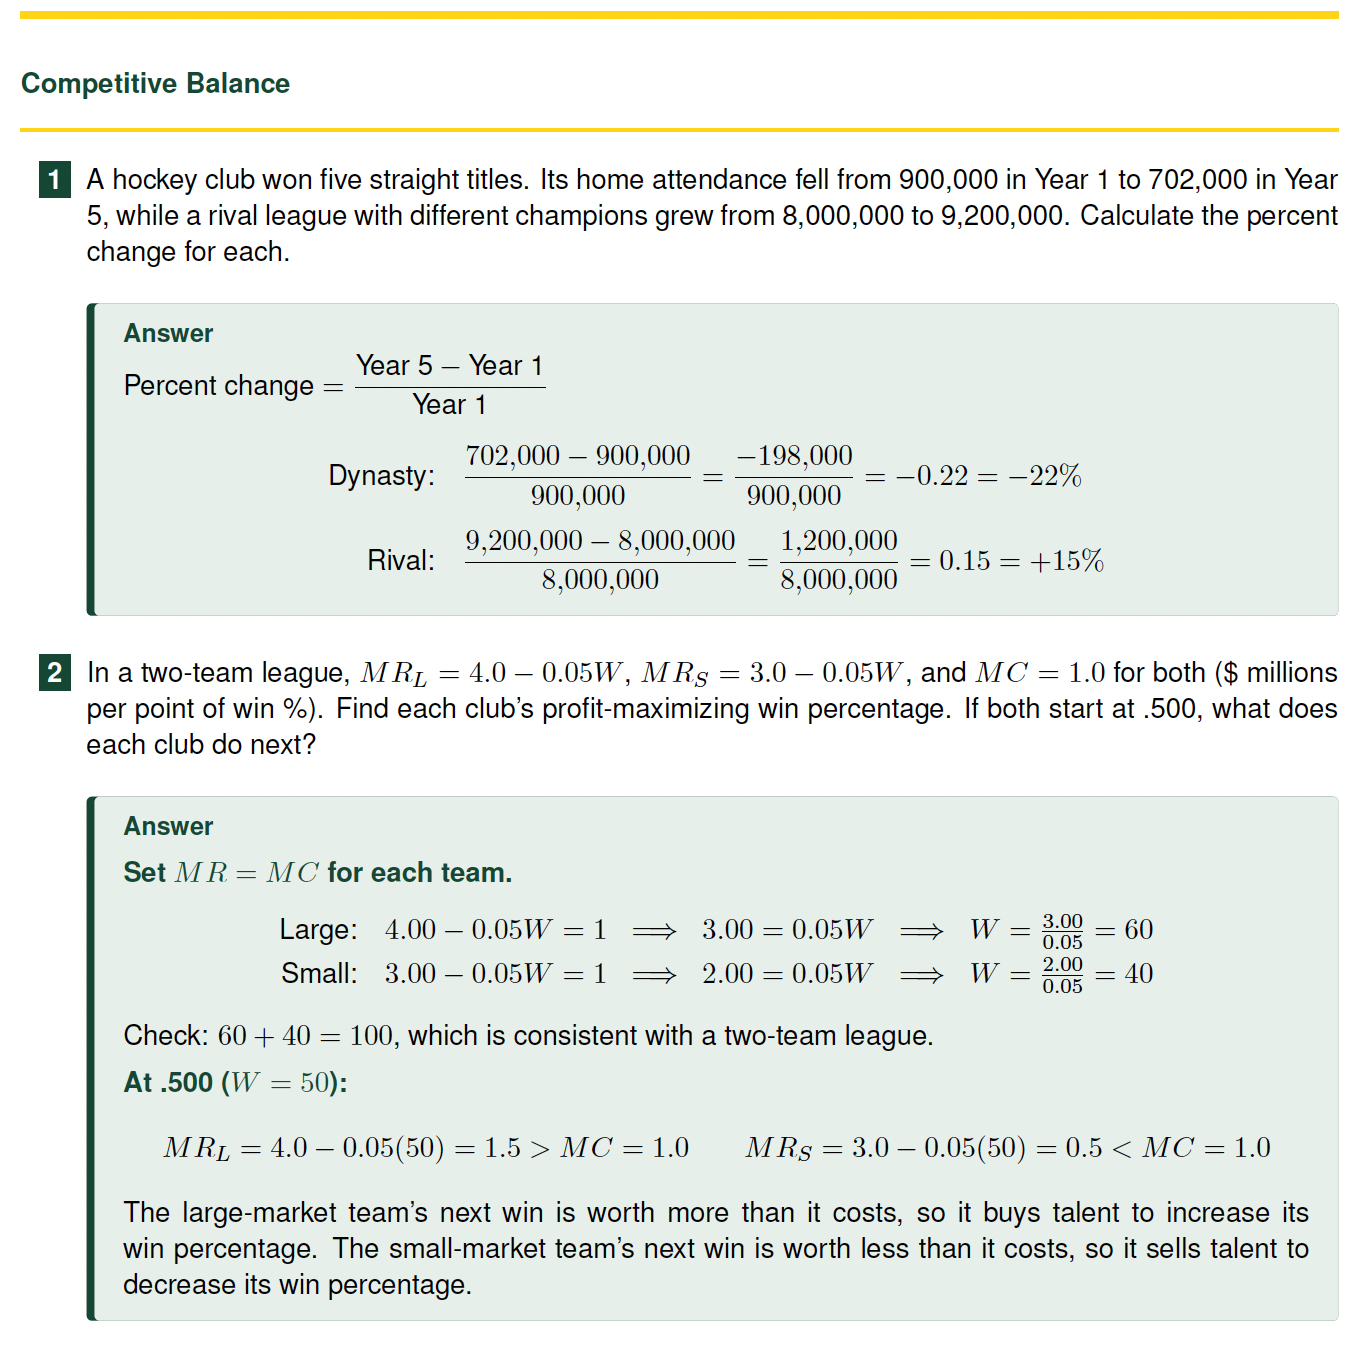 Competitive Balance
1 A hockey club won five straight titles. Its home attendance fell from 900,000 in Year 1 to 702,000 in Year
5, while a rival league with different champions grew from 8,000,000 to 9,200,000. Calculate the percent
change for each.
Answer
Percent change = \frac{Year 5 − Year 1}{Year 1}
Dynasty: \frac{702,000 − 900,000}{900,000} = \frac{−198,000}{900,000} = −0.22 = −22%
Rival: \frac{9,200,000 − 8,000,000}{8,000,000} = \frac{1,200,000}{8,000,000} = 0.15 = +15%
2 In a two-team league, MR_L = 4.0 − 0.05W, MR_S = 3.0 − 0.05W, and MC = 1.0 for both ($ millions
per point of win %). Find each club's profit-maximizing win percentage. If both start at .500, what does
each club do next?
Answer
Set MR = MC for each team.
Large: 4.00 − 0.05W = 1 ⟹ 3.00 = 0.05W ⟹ W = \frac{3.00}{0.05} = 60
Small: 3.00 − 0.05W = 1 ⟹ 2.00 = 0.05W ⟹ W = \frac{2.00}{0.05} = 40
Check: 60 + 40 = 100, which is consistent with a two-team league.
At .500 (W = 50):
MR_L = 4.0 − 0.05(50) = 1.5 > MC = 1.0 MR_S = 3.0 − 0.05(50) = 0.5 < MC = 1.0
The large-market team's next win is worth more than it costs, so it buys talent to increase its
win percentage. The small-market team's next win is worth less than it costs, so it sells talent to
decrease its win percentage.